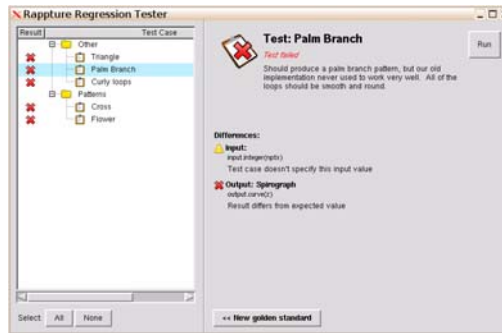 Rappture Regression Tester
Result
Test Case
Other
Triangle
Palm Branch
Curly loops
Patterns
Cross
Flower
Select:
All
None
Test: Palm Branch
Run
Test failed
Should produce a palm branch pattern, but our old
implementation never used to work very well. All of the
loops should be smooth and round.
Differences:
Input:
input.integer(npts)
Test case doesn't specify this input value
Output: Spirograph
output.curve(z)
Result differs from expected value
<< New golden standard